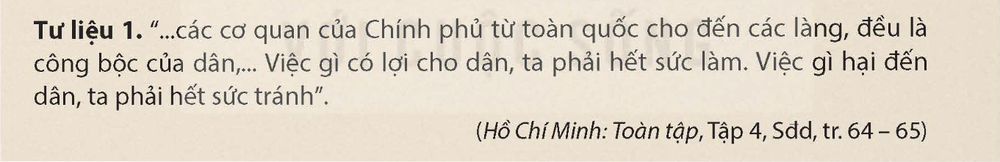 Tư liệu 1. “...các cơ quan của Chính phủ từ toàn quốc cho đến các làng, đều là
công bộc của dân,... Việc gì có lợi cho dân, ta phải hết sức làm. Việc gì hại đến
dân, ta phải hết sức tránh”.
(Hồ Chí Minh: Toàn tập, Tập 4, Sđd, tr. 64 – 65)